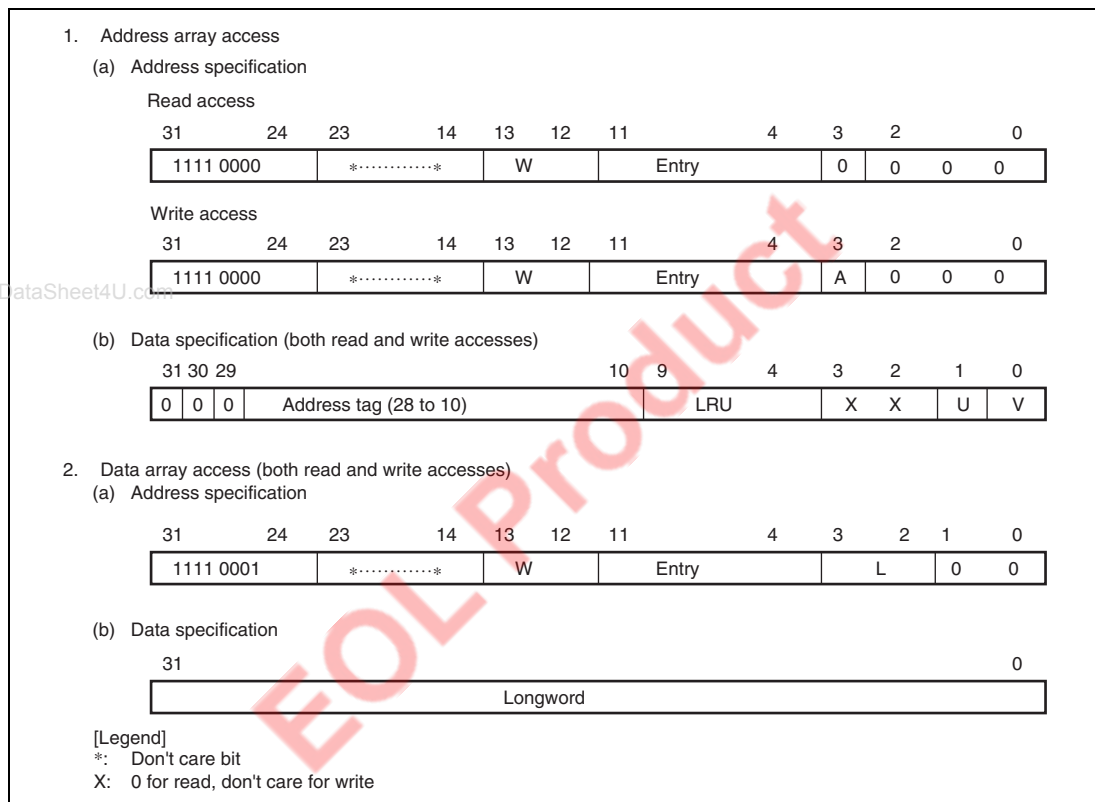 1. Address array access
(a) Address specification
Read access
31 24 23 14 13 12 11 4 3 2 0
1111 0000 *············* W Entry 0 0 0 0
Write access
31 24 23 14 13 12 11 4 3 2 0
1111 0000 *············* W Entry A 0 0 0
DataSheet4U.com
(b) Data specification (both read and write accesses)
31 30 29 10 9 4 3 2 1 0
0 0 0 Address tag (28 to 10) LRU X X U V
2. Data array access (both read and write accesses)
(a) Address specification
31 24 23 14 13 12 11 4 3 2 1 0
1111 0001 *············* W Entry L 0 0
(b) Data specification
31 0
Longword
[Legend]
*: Don't care bit
X: 0 for read, don't care for write
EOL Product